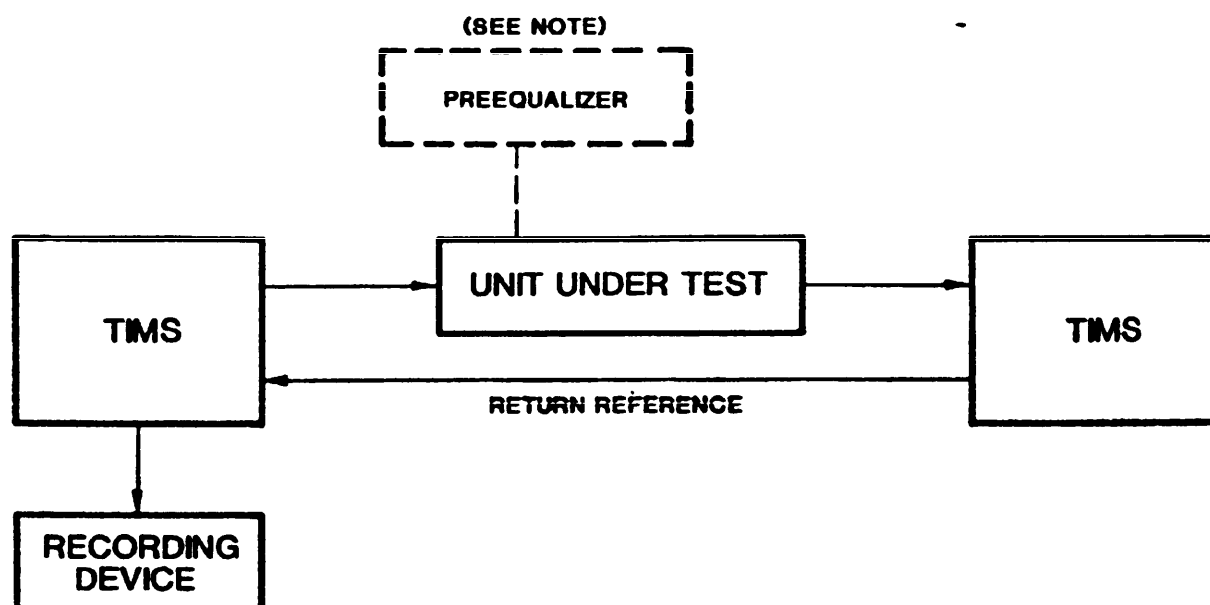 (SEE NOTE)
PREEQUALIZER
UNIT UNDER TEST
TIMS
TIMS
RETURN REFERENCE
RECORDING
DEVICE